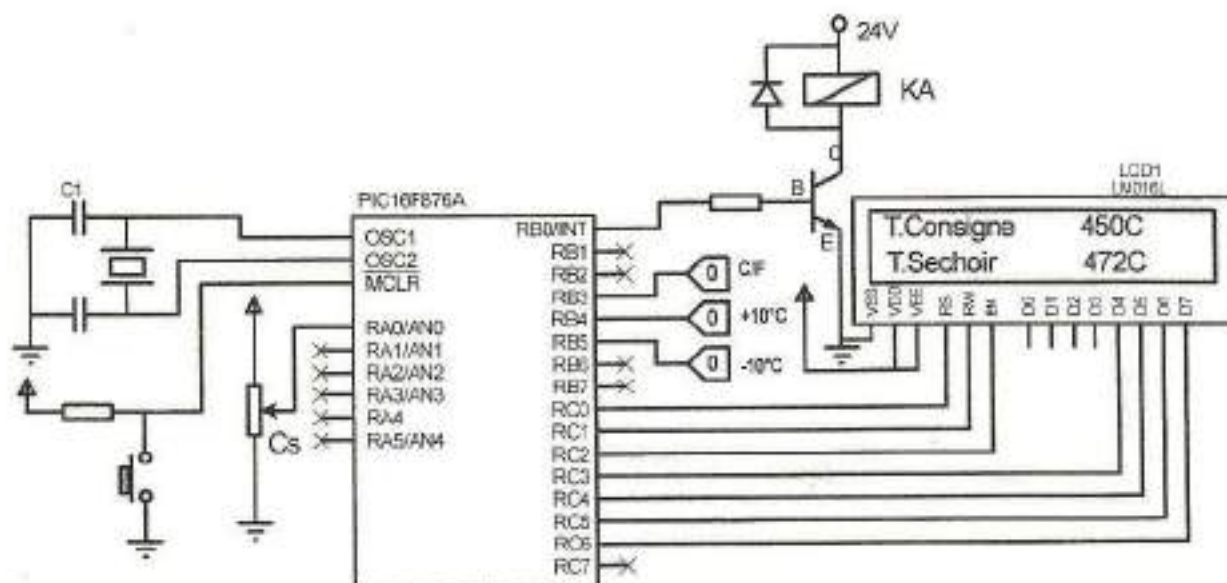 24V
KA
C1
PIC16F876A
B
E
LCD1
LM016L
OSC1
OSC2
MCLR
RA0/AN0
RA1/AN1
RA2/AN2
RA3/AN3
RA4
RA5/AN4
Cs
RB0/INT
RB1
RB2
RB3
RB4
RB5
RB6
RB7
RC0
RC1
RC2
RC3
RC4
RC5
RC6
RC7
0 C/F
0 +10°C
0 -10°C
T.Consigne 450C
T.Sechoir 472C
VSS VDD VEE RS RW EN D0 D1 D2 D3 D4 D5 D6 D7